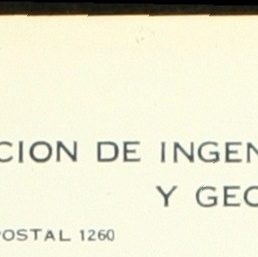 CION DE INGEN
Y GEO
POSTAL 1260